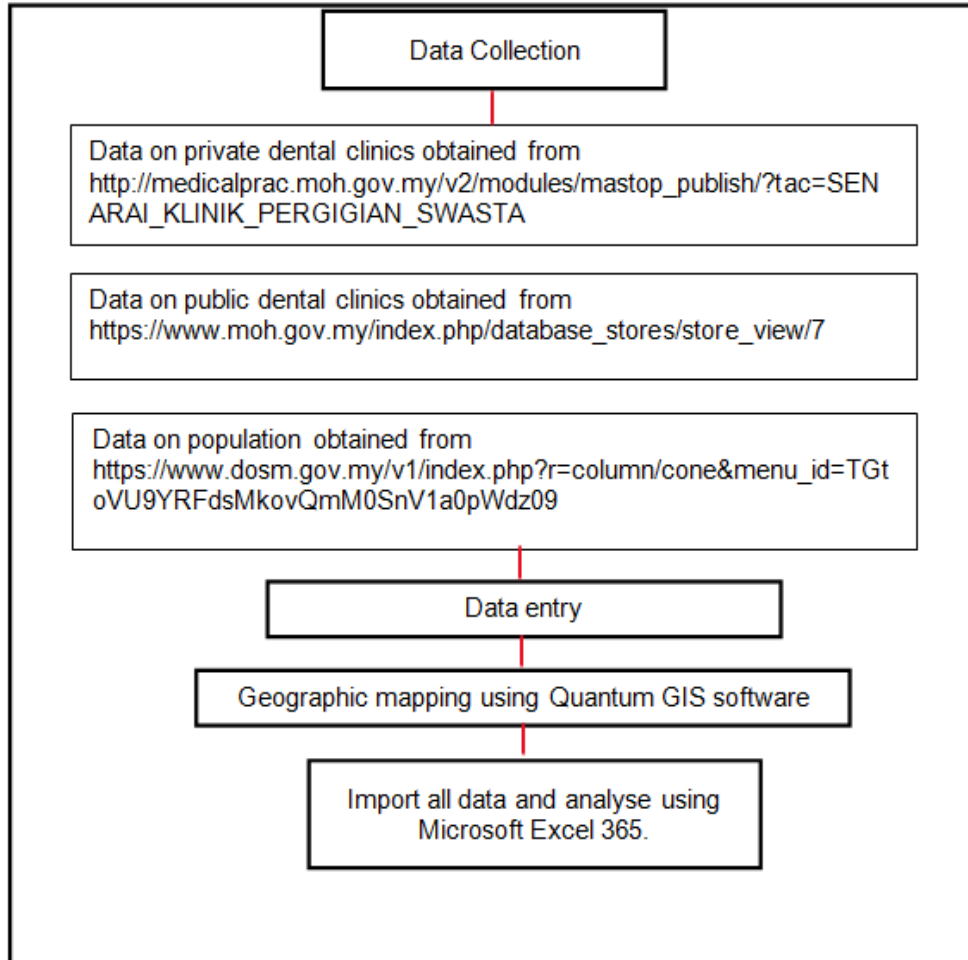 Data Collection
Data on private dental clinics obtained from
http://medicalprac.moh.gov.my/v2/modules/mastop_publish/?tac=SEN
ARAI_KLINIK_PERGIGIAN_SWASTA
Data on public dental clinics obtained from
https://www.moh.gov.my/index.php/database_stores/store_view/7
Data on population obtained from
https://www.dosm.gov.my/v1/index.php?r=column/cone&menu_id=TGt
oVU9YRFdsMkovQmM0SnV1a0pWdz09
Data entry
Geographic mapping using Quantum GIS software
Import all data and analyse using
Microsoft Excel 365.